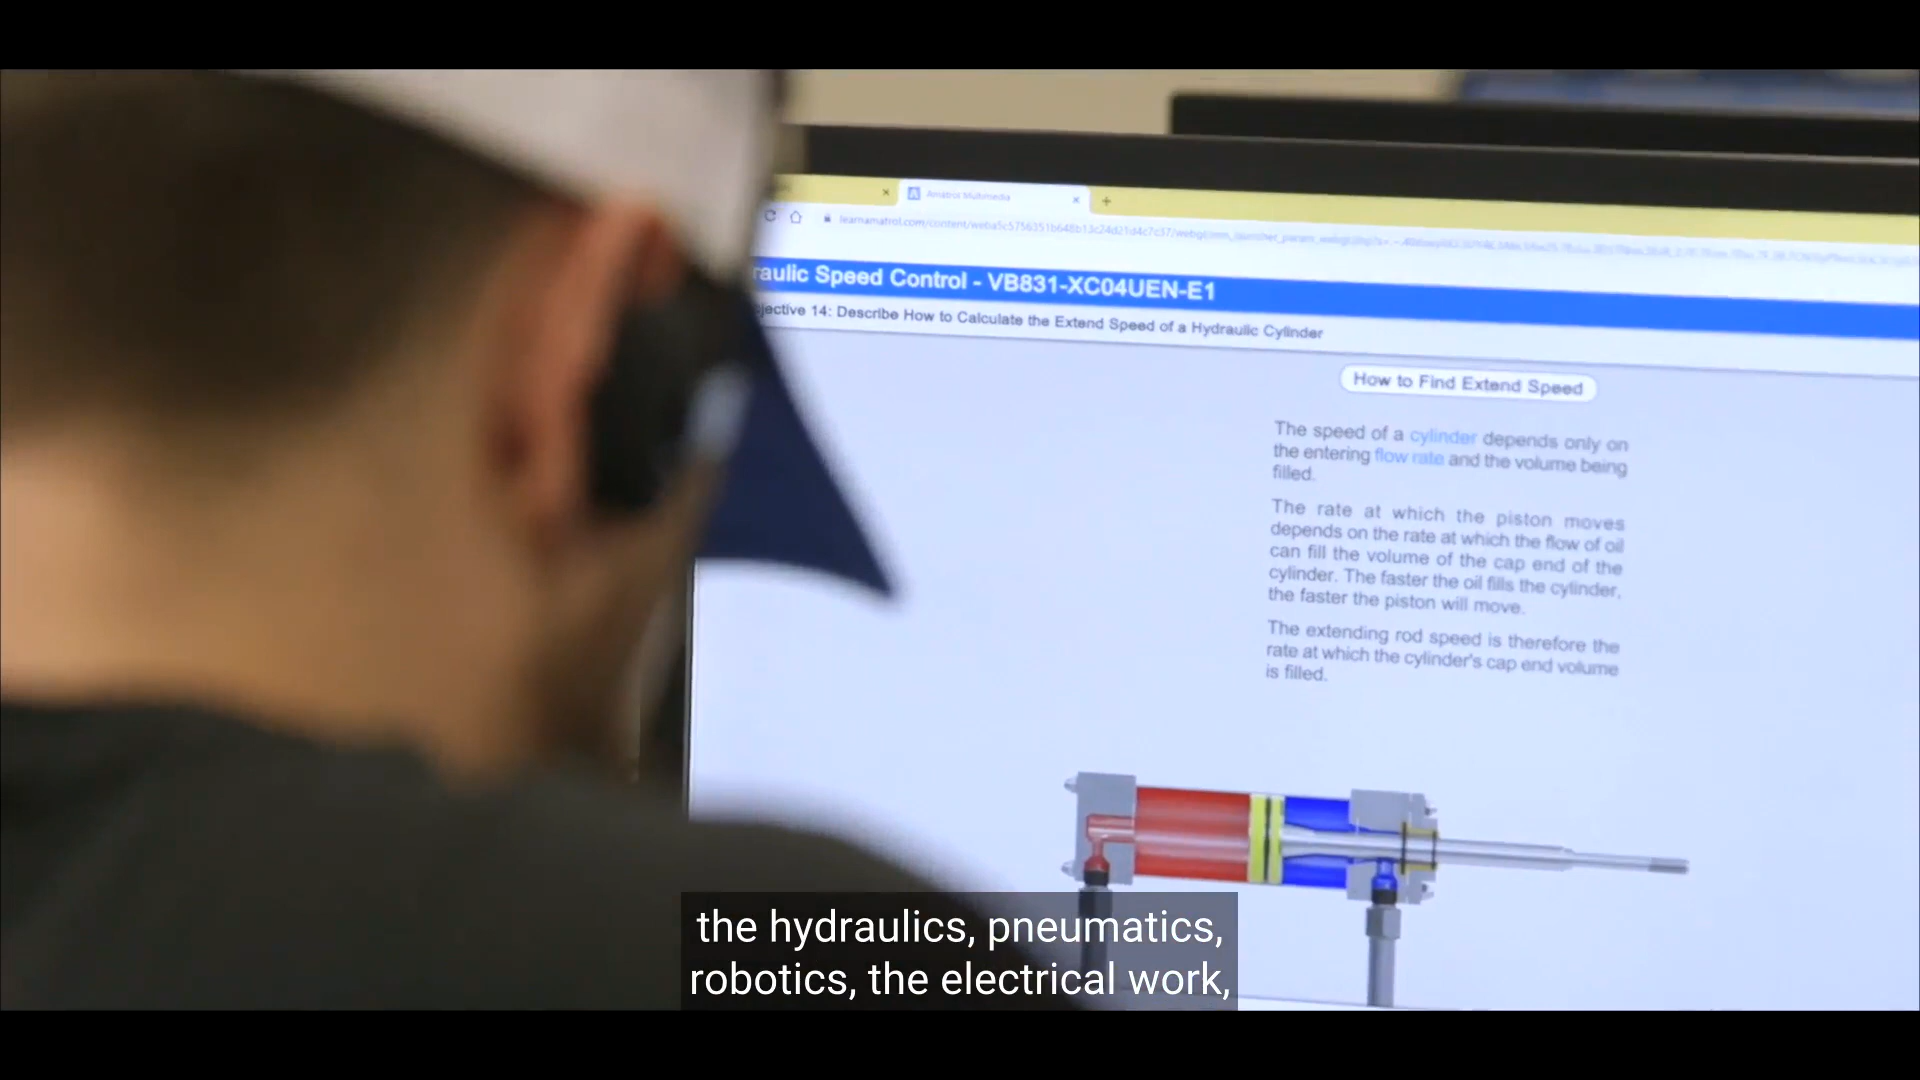 Amatrol Multimedia
raulic Speed Control - VB831-XC04UEN-E1
jective 14: Describe How to Calculate the Extend Speed of a Hydraulic Cylinder
How to Find Extend Speed
The speed of a cylinder depends only on
the entering flow rate and the volume being
filled.
The rate at which the piston moves
depends on the rate at which the flow of oil
can fill the volume of the cap end of the
cylinder. The faster the oil fills the cylinder,
the faster the piston will move.
The extending rod speed is therefore the
rate at which the cylinder's cap end volume
is filled.
the hydraulics, pneumatics,
robotics, the electrical work,